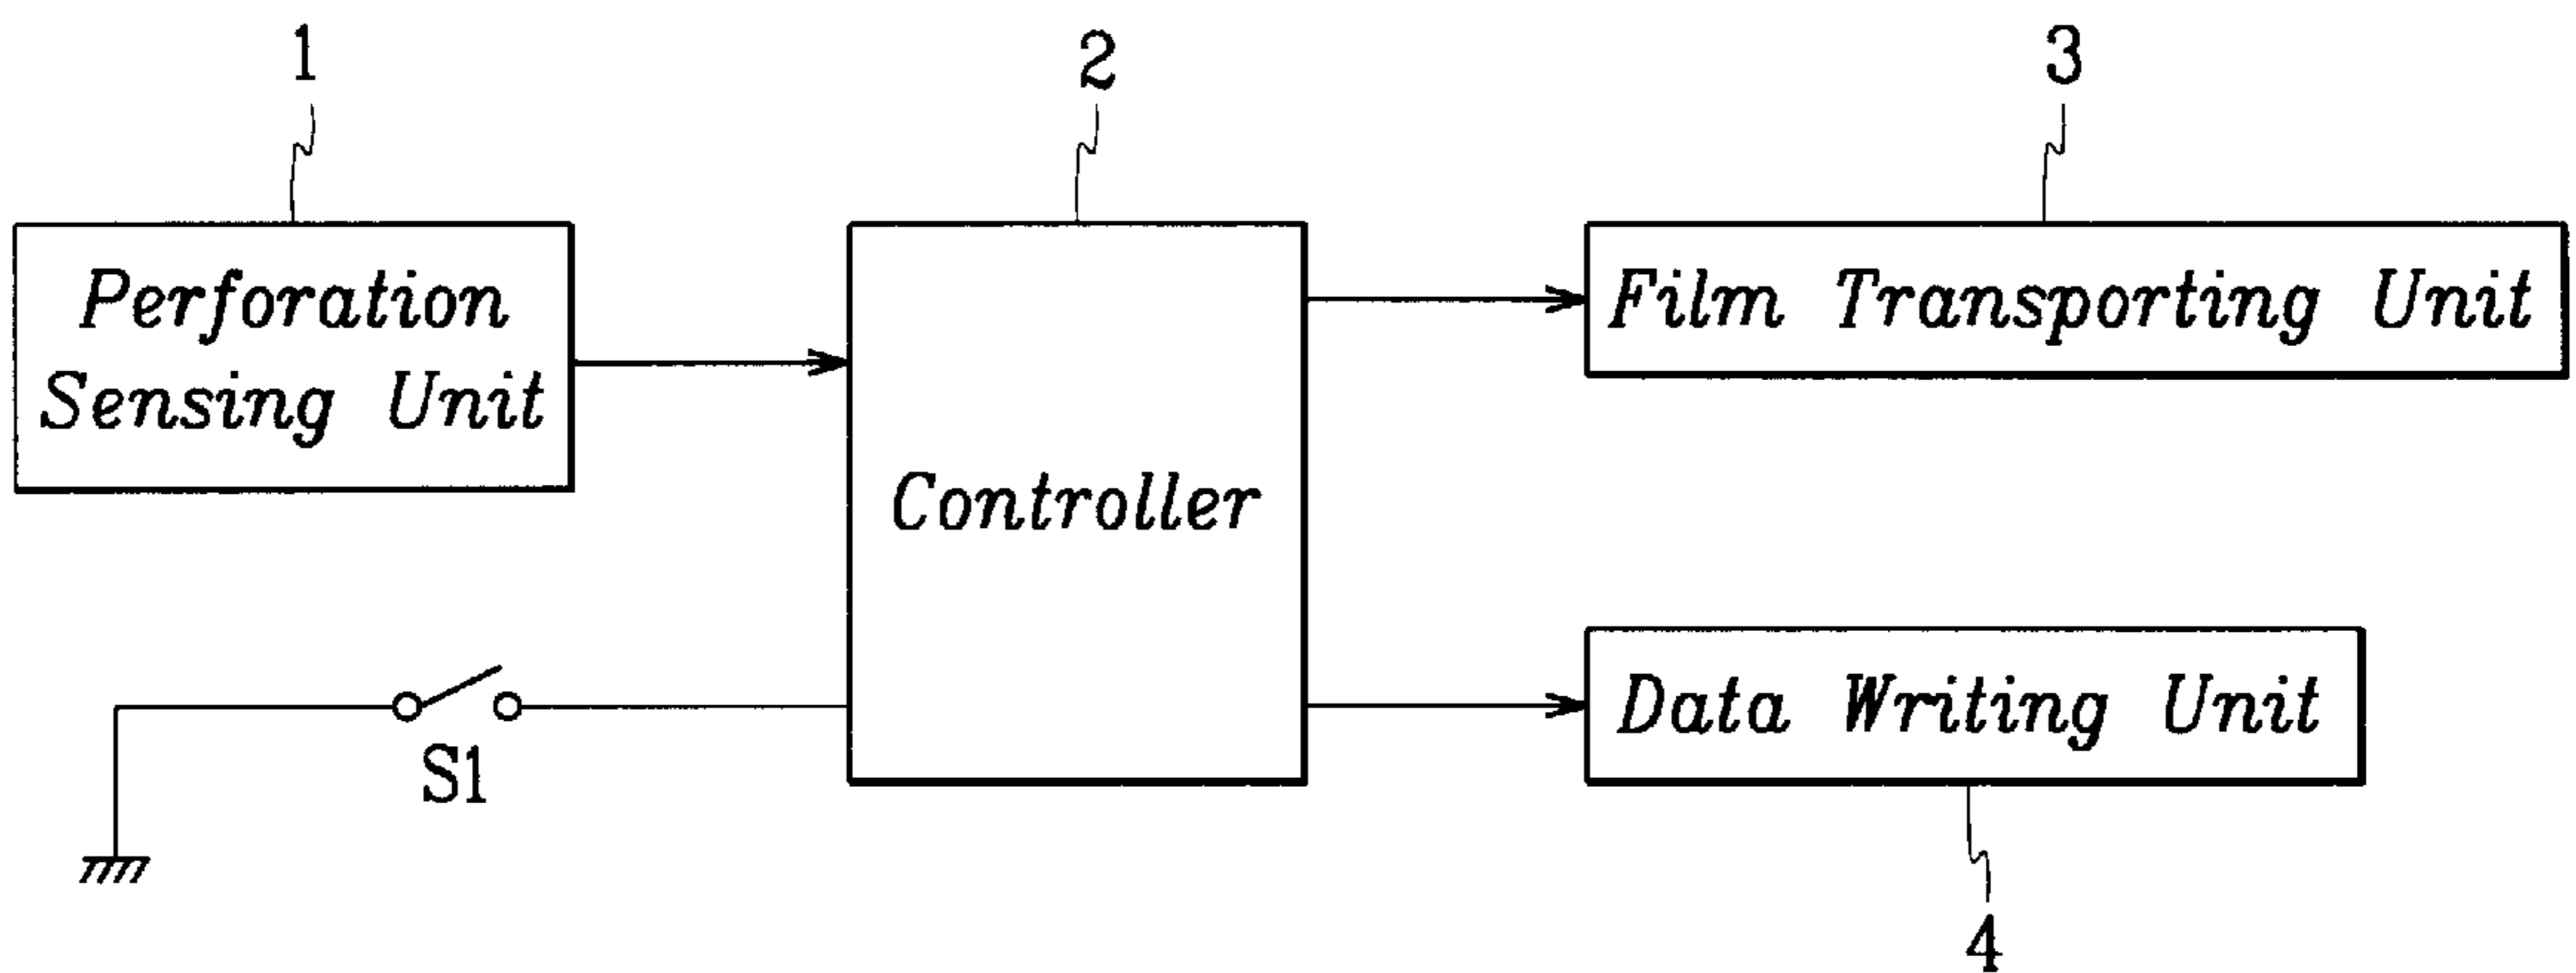 1
2
3
Perforation
Sensing Unit
Controller
Film Transporting Unit
Data Writing Unit
S1
4